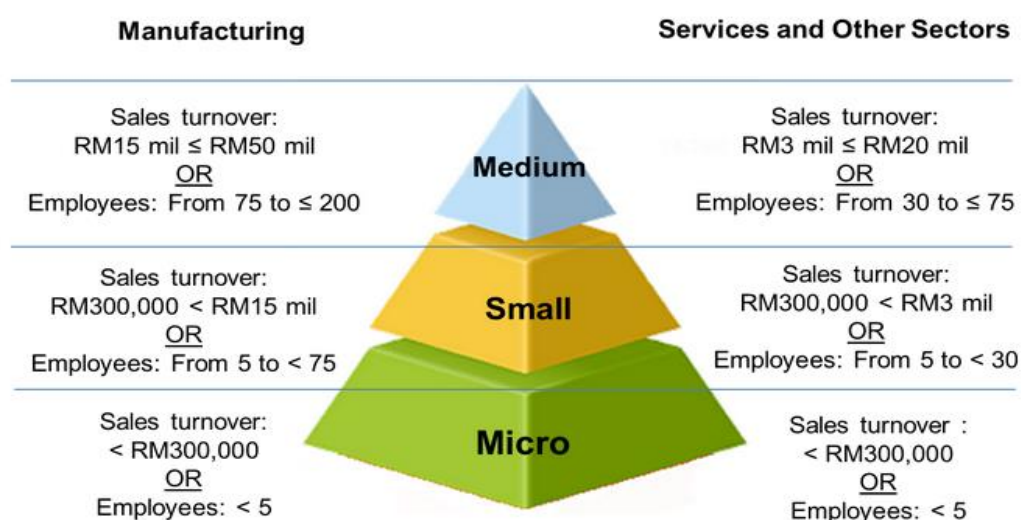 Manufacturing
Services and Other Sectors
Sales turnover:
RM15 mil ≤ RM50 mil
OR
Employees: From 75 to ≤ 200
Medium
Sales turnover:
RM3 mil ≤ RM20 mil
OR
Employees: From 30 to ≤ 75
Sales turnover:
RM300,000 < RM15 mil
OR
Employees: From 5 to < 75
Small
Sales turnover:
RM300,000 < RM3 mil
OR
Employees: From 5 to < 30
Sales turnover:
< RM300,000
OR
Employees: < 5
Micro
Sales turnover :
< RM300,000
OR
Employees: < 5